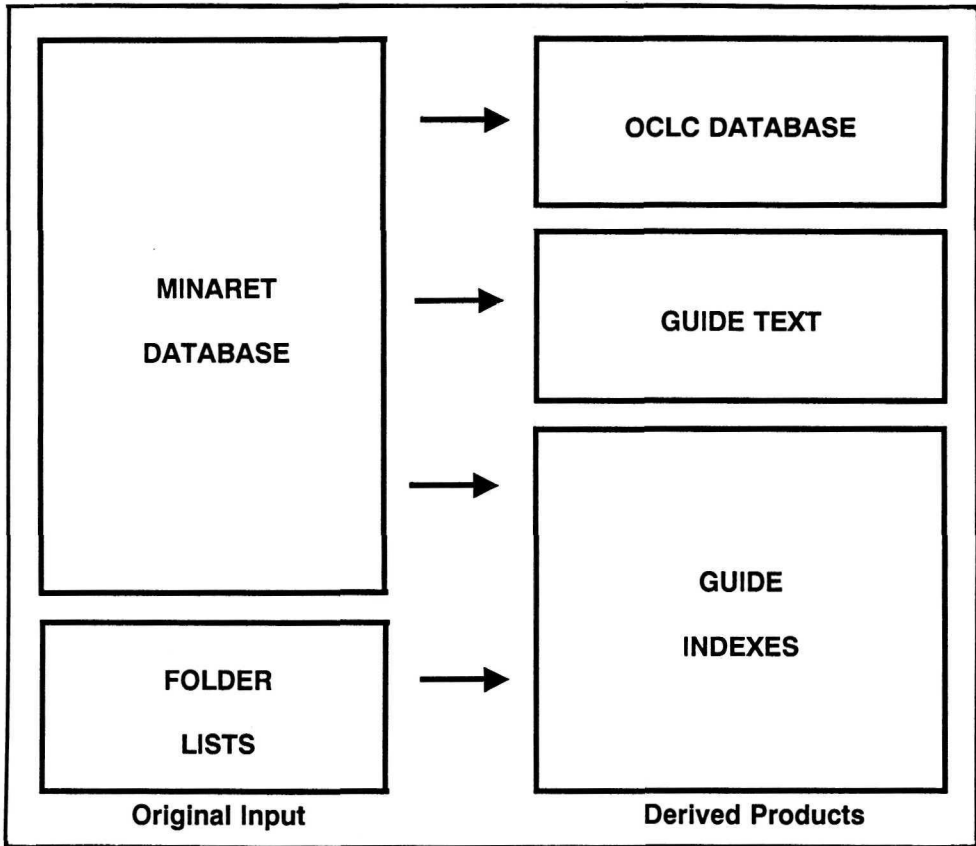 MINARET
DATABASE
FOLDER
LISTS
Original Input
OCLC DATABASE
GUIDE TEXT
GUIDE
INDEXES
Derived Products